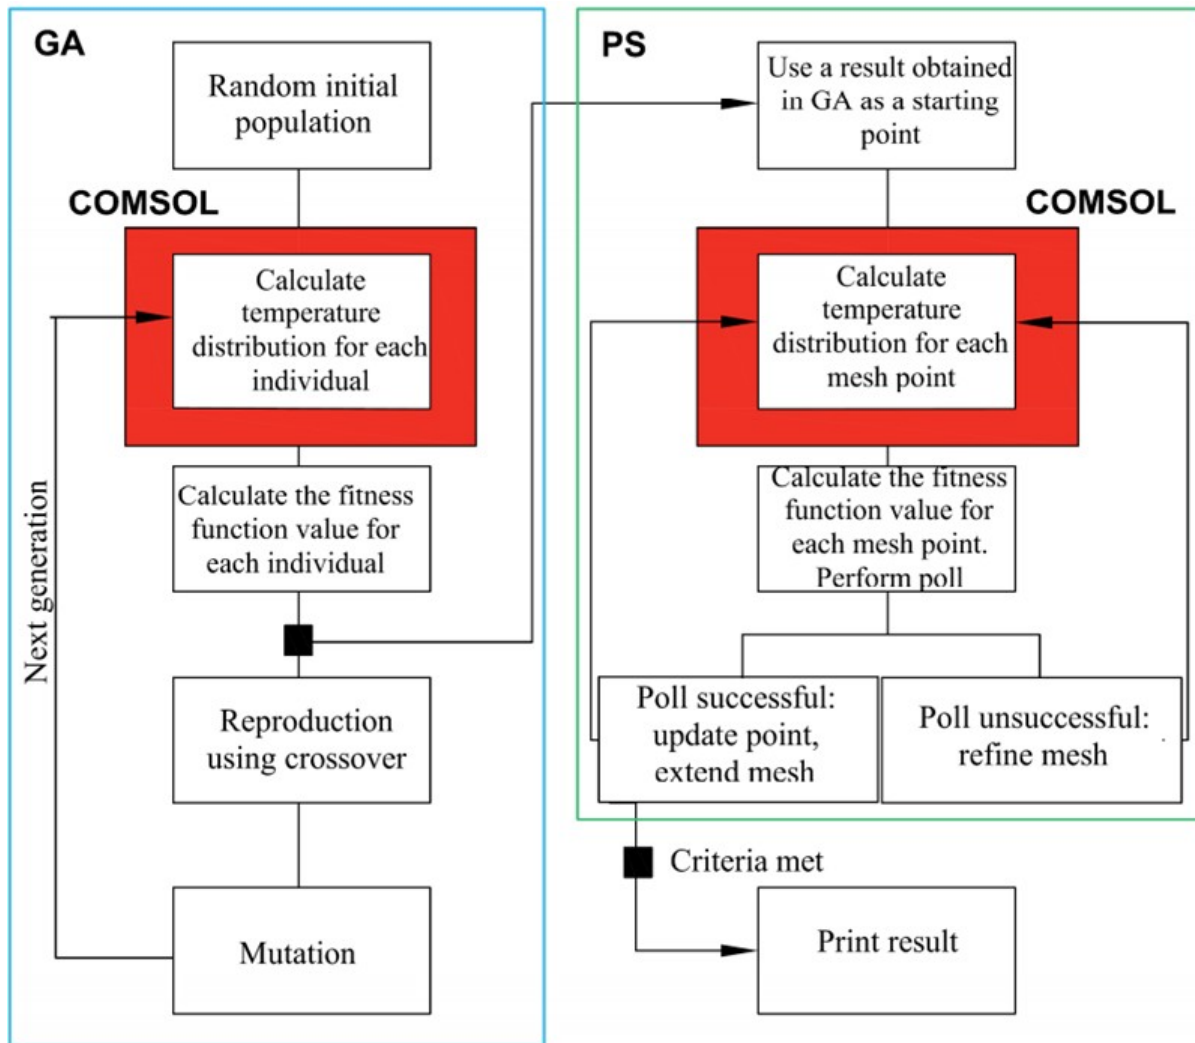 GA
Random initial
population
COMSOL
Calculate
temperature
distribution for each
individual
Calculate the fitness
function value for
each individual
Next generation
Reproduction
using crossover
Mutation
PS
Use a result obtained
in GA as a starting
point
COMSOL
Calculate
temperature
distribution for each
mesh point
Calculate the fitness
function value for
each mesh point.
Perform poll
Poll successful:
update point,
extend mesh
Poll unsuccessful:
refine mesh
Criteria met
Print result